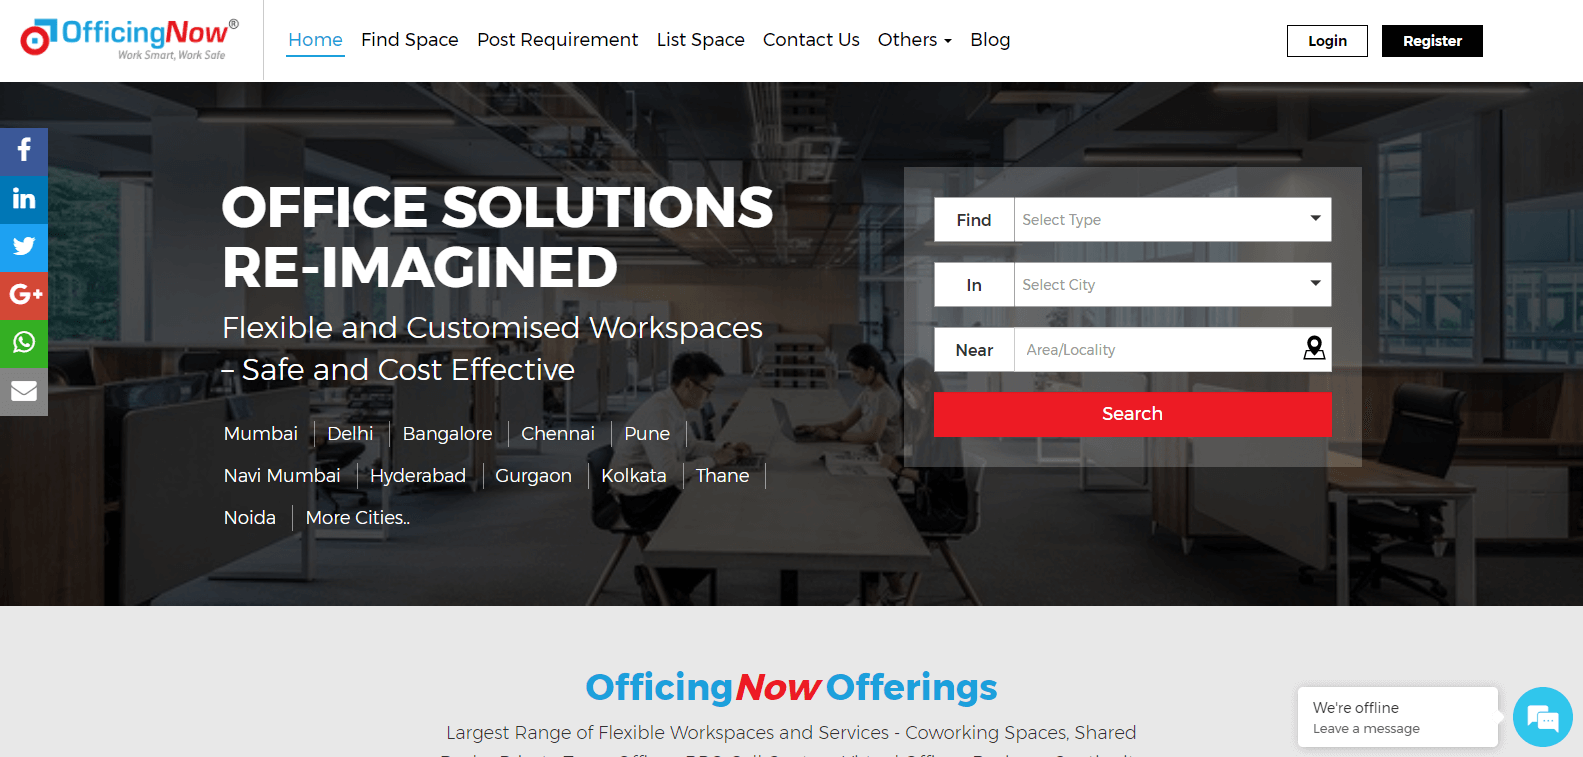 OfficingNow®
Work Smart, Work Safe
Home Find Space Post Requirement List Space Contact Us Others Blog
Login Register
OFFICE SOLUTIONS
RE-IMAGINED
Flexible and Customised Workspaces
– Safe and Cost Effective
Mumbai Delhi Bangalore Chennai Pune
Navi Mumbai Hyderabad Gurgaon Kolkata Thane
Noida More Cities..
Find Select Type
In Select City
Near Area/Locality
Search
OfficingNow Offerings
Largest Range of Flexible Workspaces and Services - Coworking Spaces, Shared
We're offline
Leave a message